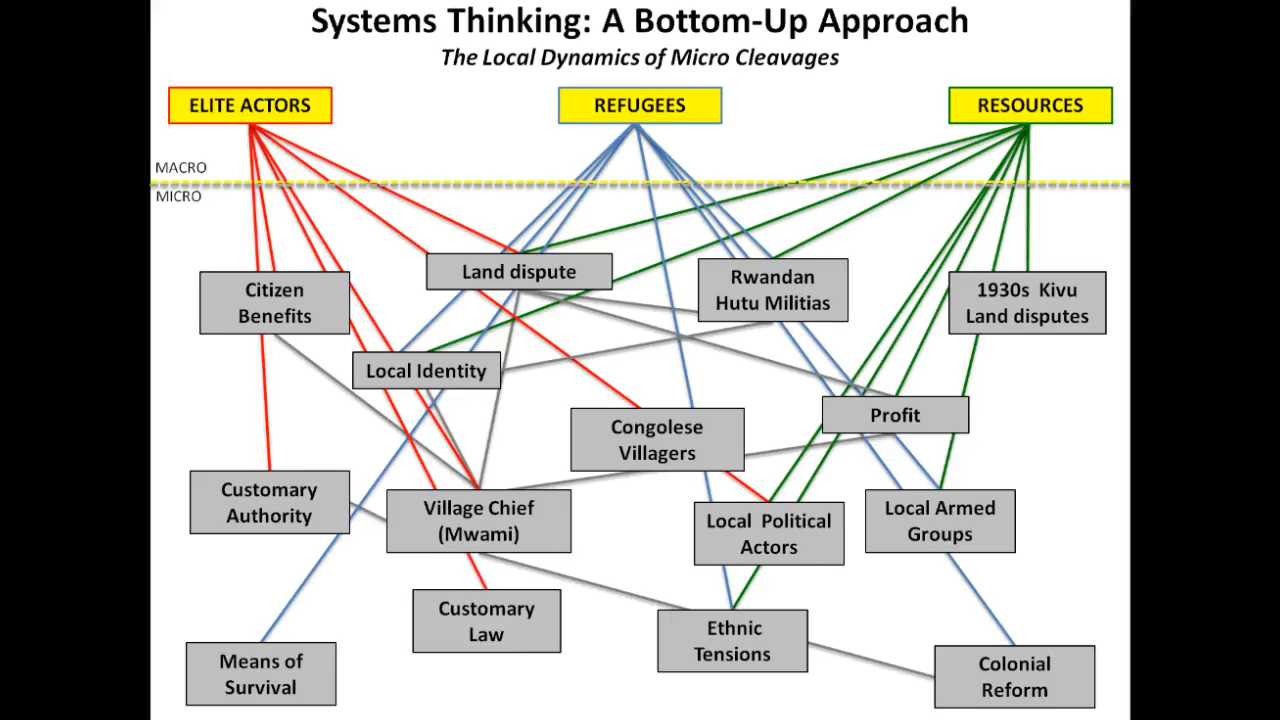 Systems Thinking: A Bottom-Up Approach
The Local Dynamics of Micro Cleavages
ELITE ACTORS
REFUGEES
RESOURCES
MACRO
MICRO
Citizen
Benefits
Land dispute
Rwandan
Hutu Militias
1930s Kivu
Land disputes
Local Identity
Congolese
Villagers
Profit
Customary
Authority
Village Chief
(Mwami)
Local Political
Actors
Local Armed
Groups
Customary
Law
Ethnic
Tensions
Means of
Survival
Colonial
Reform